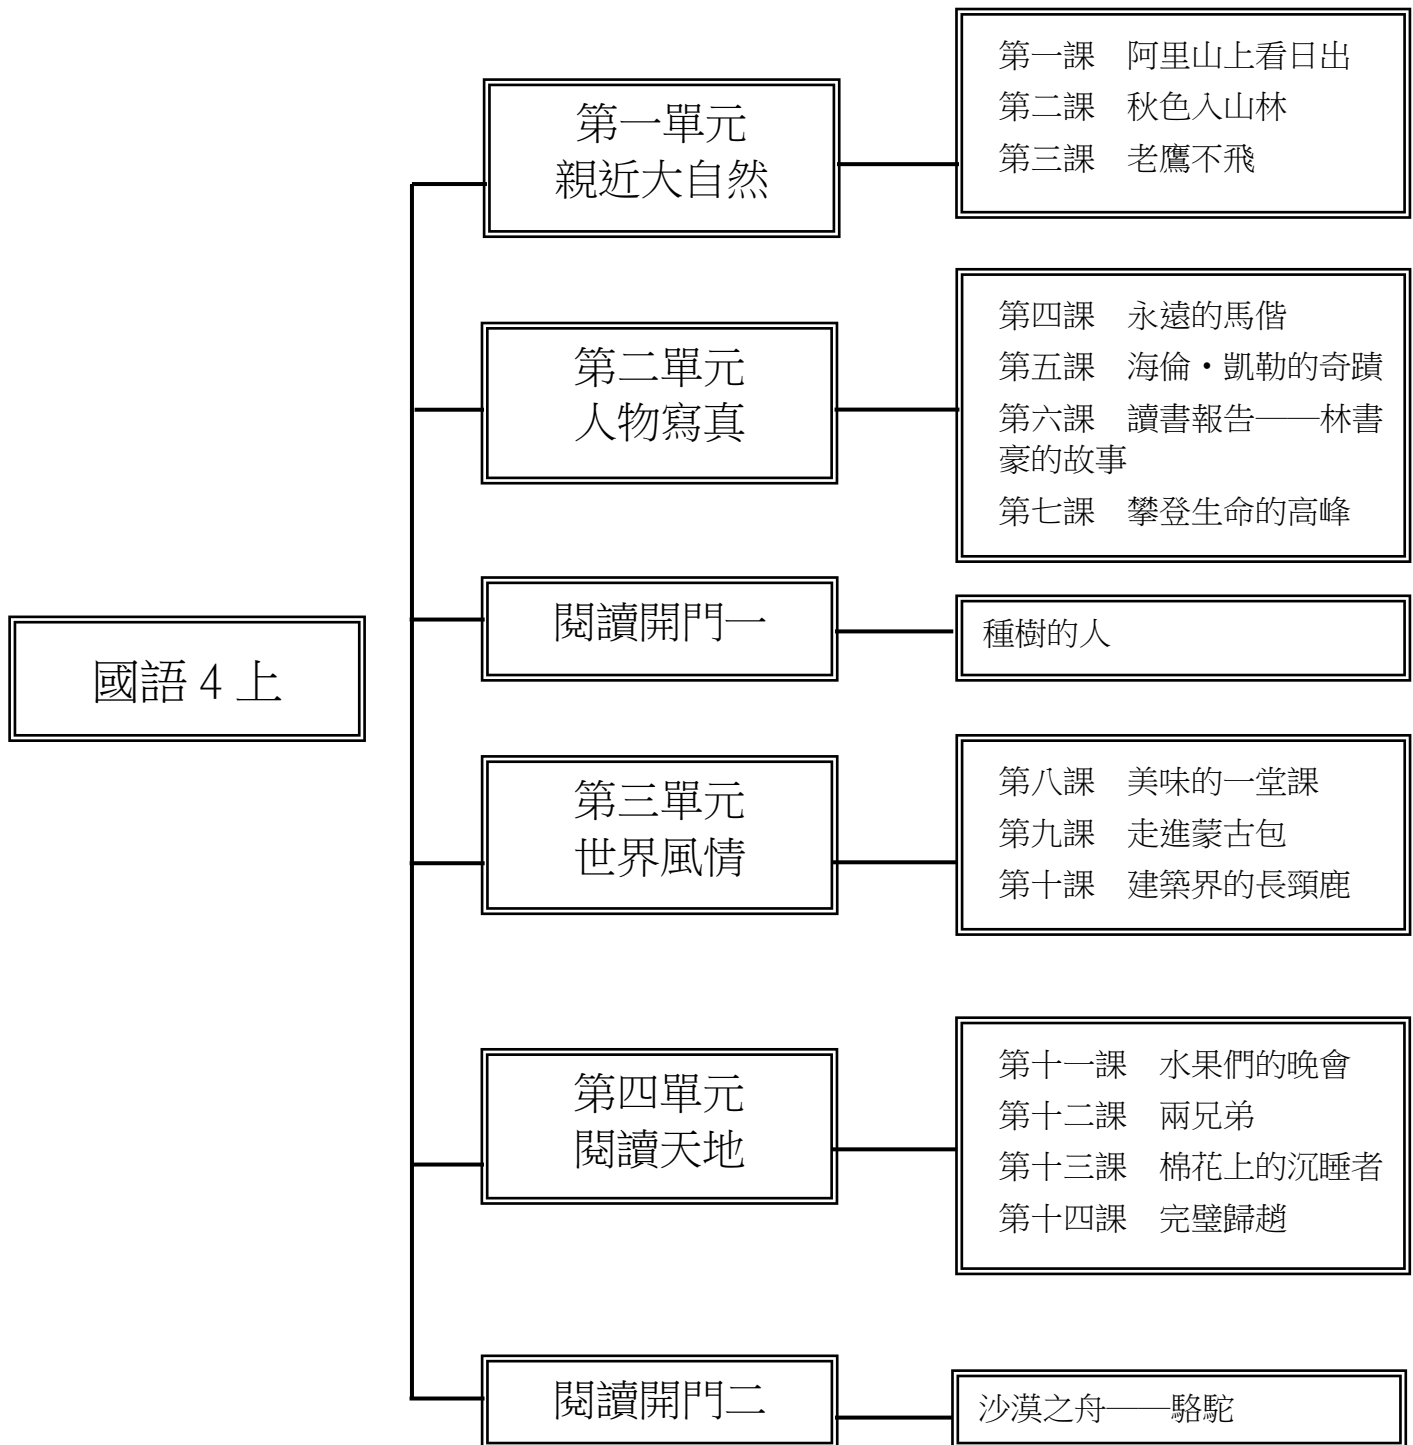 國語 4 上
第一單元
親近大自然
第一課　阿里山上看日出
第二課　秋色入山林
第三課　老鷹不飛
第二單元
人物寫真
第四課　永遠的馬偕
第五課　海倫‧凱勒的奇蹟
第六課　讀書報告──林書
豪的故事
第七課　攀登生命的高峰
閱讀開門一
種樹的人
第三單元
世界風情
第八課　美味的一堂課
第九課　走進蒙古包
第十課　建築界的長頸鹿
第四單元
閱讀天地
第十一課　水果們的晚會
第十二課　兩兄弟
第十三課　棉花上的沉睡者
第十四課　完璧歸趙
閱讀開門二
沙漠之舟──駱駝